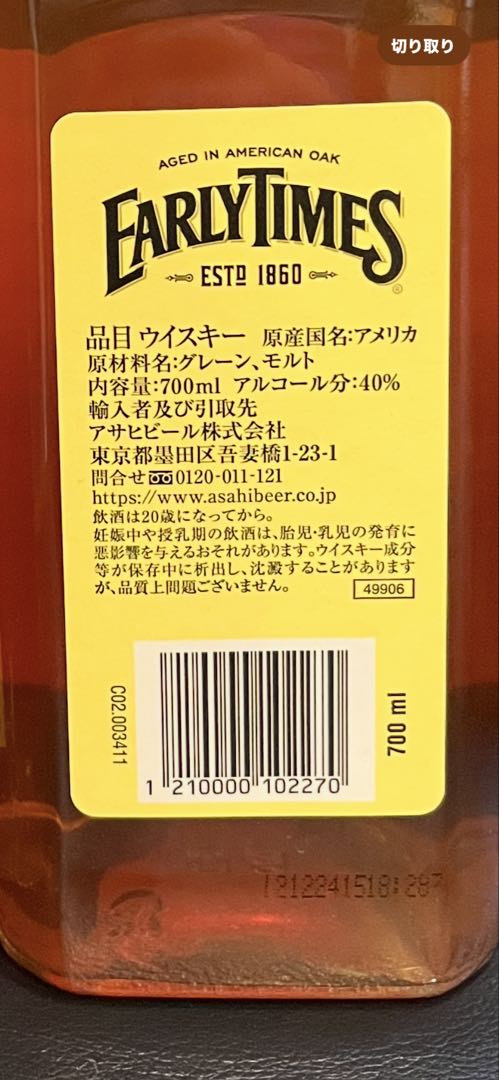 切り取り
AGED IN AMERICAN OAK
EARLY TIMES
ESTD 1860
®
品目 ウイスキー 原産国名:アメリカ
原材料名:グレーン、モルト
内容量:700ml アルコール分:40%
輸入者及び引取先
アサヒビール株式会社
東京都墨田区吾妻橋1-23-1
問合せ 0120-011-121
https://www.asahibeer.co.jp
飲酒は20歳になってから。
妊娠中や授乳期の飲酒は、胎児・乳児の発育に
悪影響を与えるおそれがあります。ウイスキー成分
等が保存中に析出し、沈澱することがあります
が、品質上問題ございません。
49906
C02.003411
1 210000 102270
700 ml